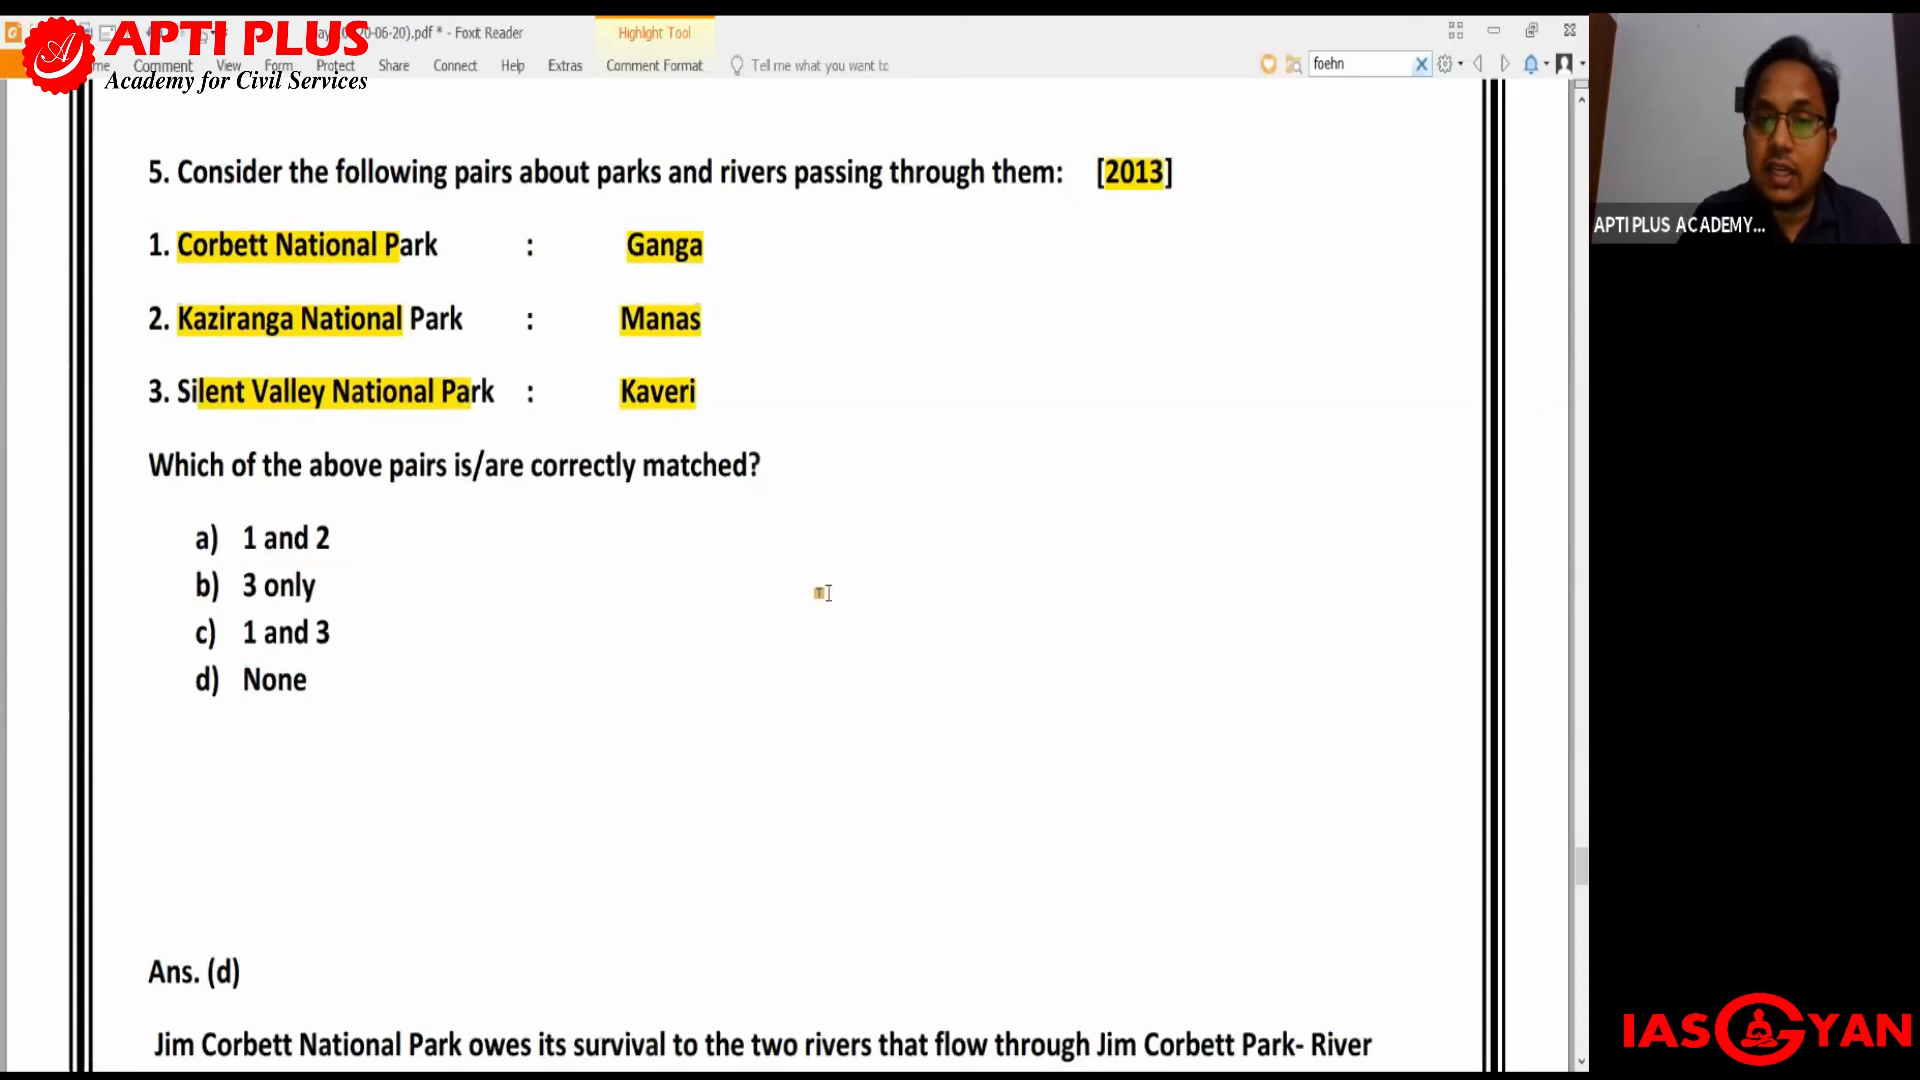 APTI PLUS
Academy for Civil Services
0-06-20).pdf * - Foxit Reader
Highlight Tool
me Comment View Form Protect Share Connect Help Extras Comment Format Tell me what you want to
foehn
APTI PLUS ACADEMY...
5. Consider the following pairs about parks and rivers passing through them: [2013]
1. Corbett National Park : Ganga
2. Kaziranga National Park : Manas
3. Silent Valley National Park : Kaveri
Which of the above pairs is/are correctly matched?
a) 1 and 2
b) 3 only
c) 1 and 3
d) None
Ans. (d)
Jim Corbett National Park owes its survival to the two rivers that flow through Jim Corbett Park- River
IAS GYAN